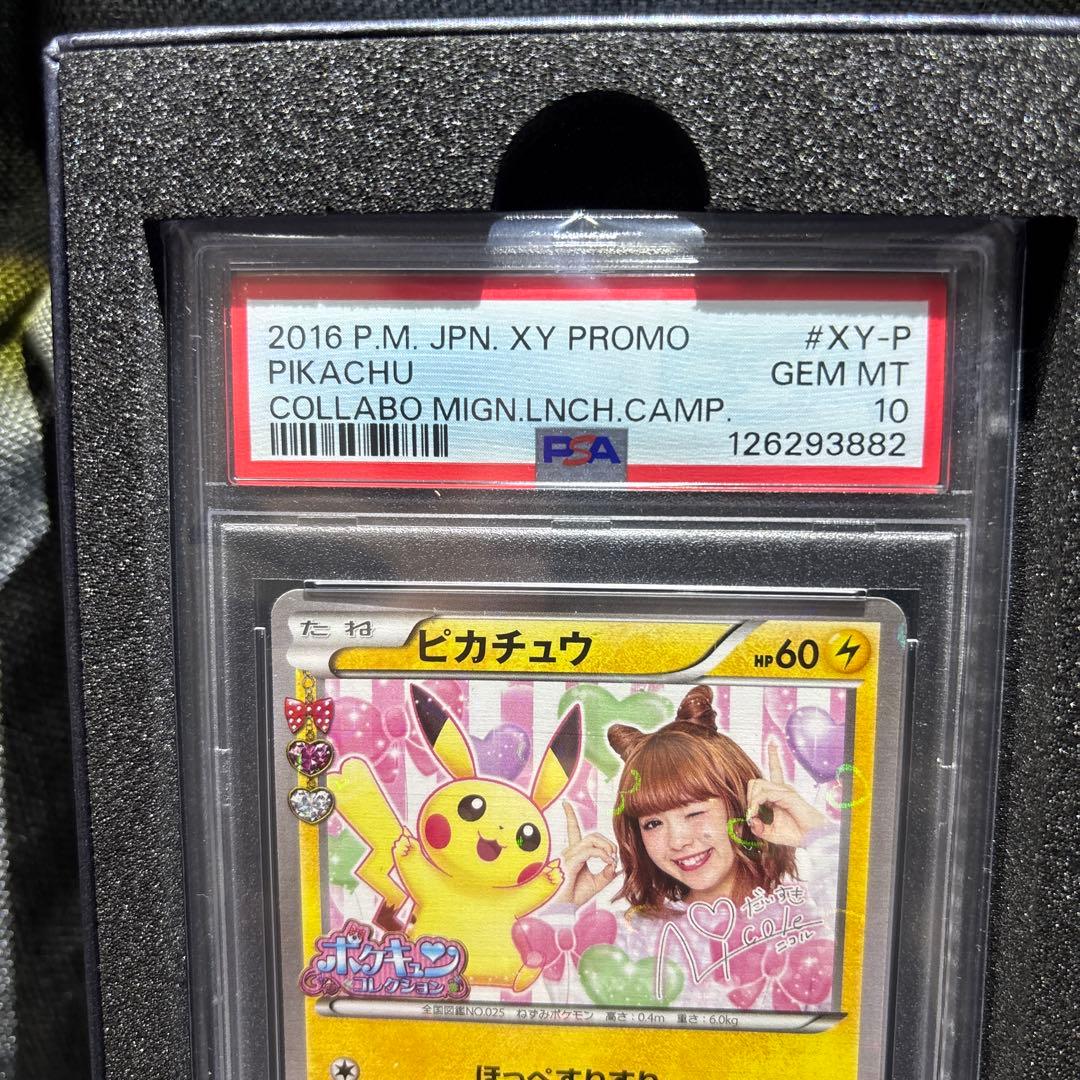 2016 P.M. JPN. XY PROMO #XY-P
PIKACHU GEM MT
COLLABO MIGN.LNCH.CAMP. 10
PSA 126293882
たね ピカチュウ HP60
だいすき
Nicole
ニコル
ポケキュン
コレクション
全国図鑑NO.025 ねずみポケモン 高さ:0.4m 重さ:6.0kg
ほっぺすりすり